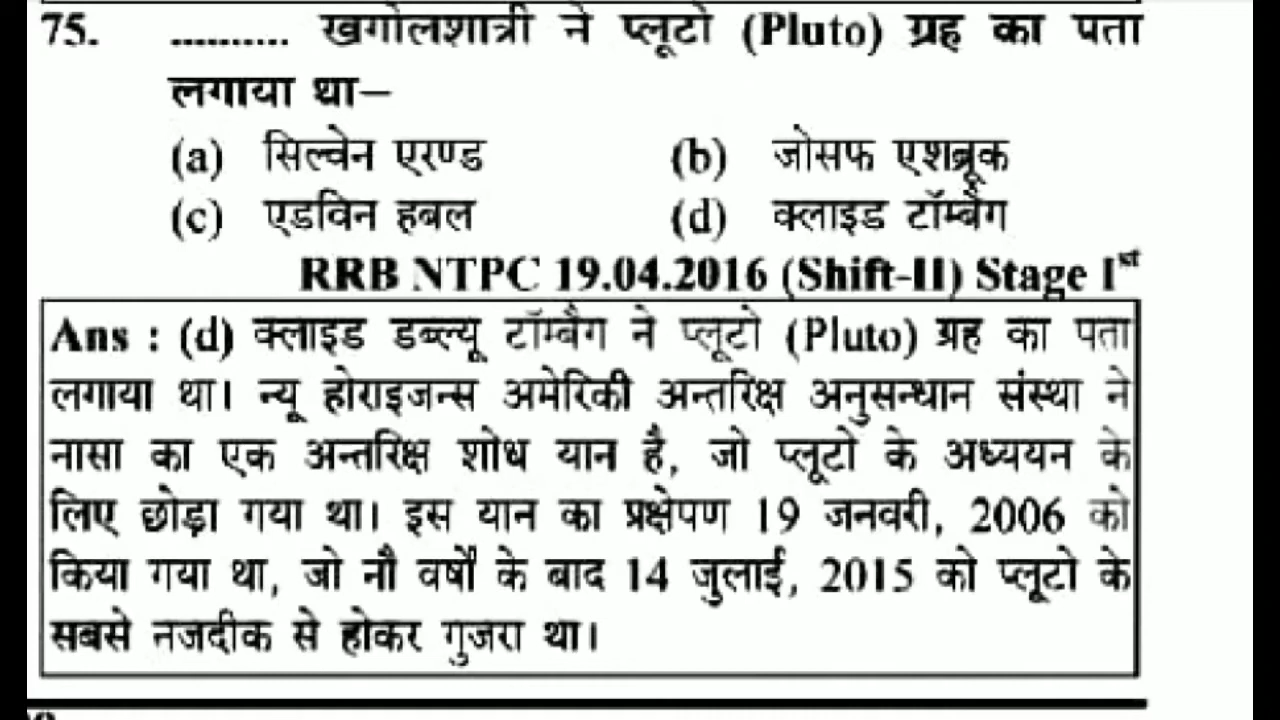 75. .......... खगोलशात्री ने प्लूटो (Pluto) ग्रह का पता
लगाया था–
(a) सिल्वेन एरण्ड (b) जोसफ एशब्रूक
(c) एडविन हबल (d) क्लाइड टॉम्बैग
RRB NTPC 19.04.2016 (Shift-II) Stage Ist
Ans : (d) क्लाइड डब्ल्यू टॉम्बैग ने प्लूटो (Pluto) ग्रह का पता
लगाया था। न्यू होराइजन्स अमेरिकी अन्तरिक्ष अनुसन्धान संस्था ने
नासा का एक अन्तरिक्ष शोध यान है, जो प्लूटो के अध्ययन के
लिए छोड़ा गया था। इस यान का प्रक्षेपण 19 जनवरी, 2006 को
किया गया था, जो नौ वर्षों के बाद 14 जुलाई, 2015 को प्लूटो के
सबसे नजदीक से होकर गुजरा था।